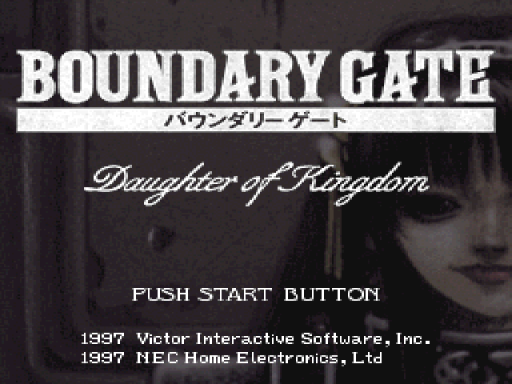 BOUNDARY GATE
バウンダリーゲート
Daughter of Kingdom
PUSH START BUTTON
1997 Victor Interactive Software, Inc.
1997 NEC Home Electronics, Ltd